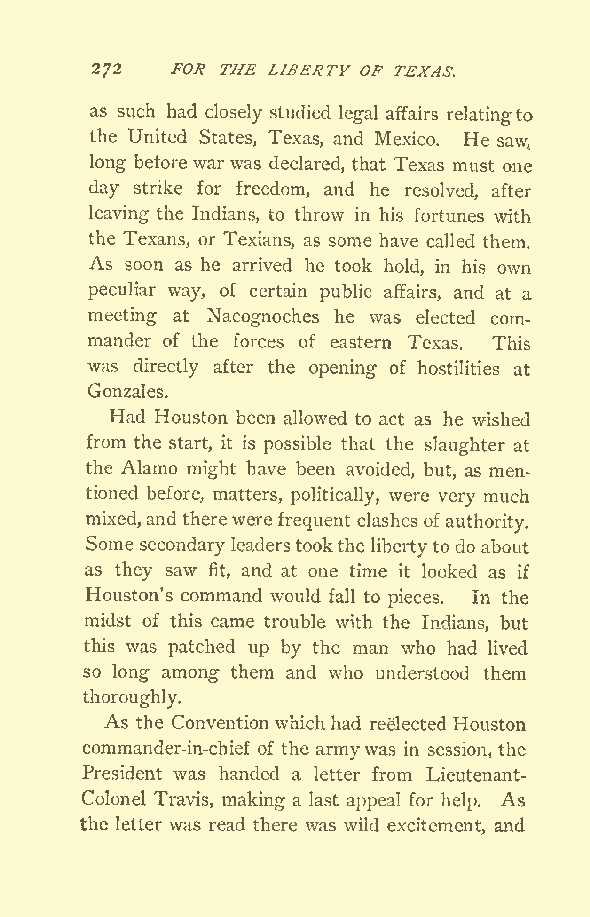 272 FOR THE LIBERTY OF TEXAS.
as such had closely studied legal affairs relating to
the United States, Texas, and Mexico. He saw,
long before war was declared, that Texas must one
day strike for freedom, and he resolved, after
leaving the Indians, to throw in his fortunes with
the Texans, or Texians, as some have called them.
As soon as he arrived he took hold, in his own
peculiar way, of certain public affairs, and at a
meeting at Nacognoches he was elected com-
mander of the forces of eastern Texas. This
was directly after the opening of hostilities at
Gonzales.
Had Houston been allowed to act as he wished
from the start, it is possible that the slaughter at
the Alamo might have been avoided, but, as men-
tioned before, matters, politically, were very much
mixed, and there were frequent clashes of authority.
Some secondary leaders took the liberty to do about
as they saw fit, and at one time it looked as if
Houston's command would fall to pieces. In the
midst of this came trouble with the Indians, but
this was patched up by the man who had lived
so long among them and who understood them
thoroughly.
As the Convention which had reëlected Houston
commander-in-chief of the army was in session, the
President was handed a letter from Lieutenant-
Colonel Travis, making a last appeal for help. As
the letter was read there was wild excitement, and